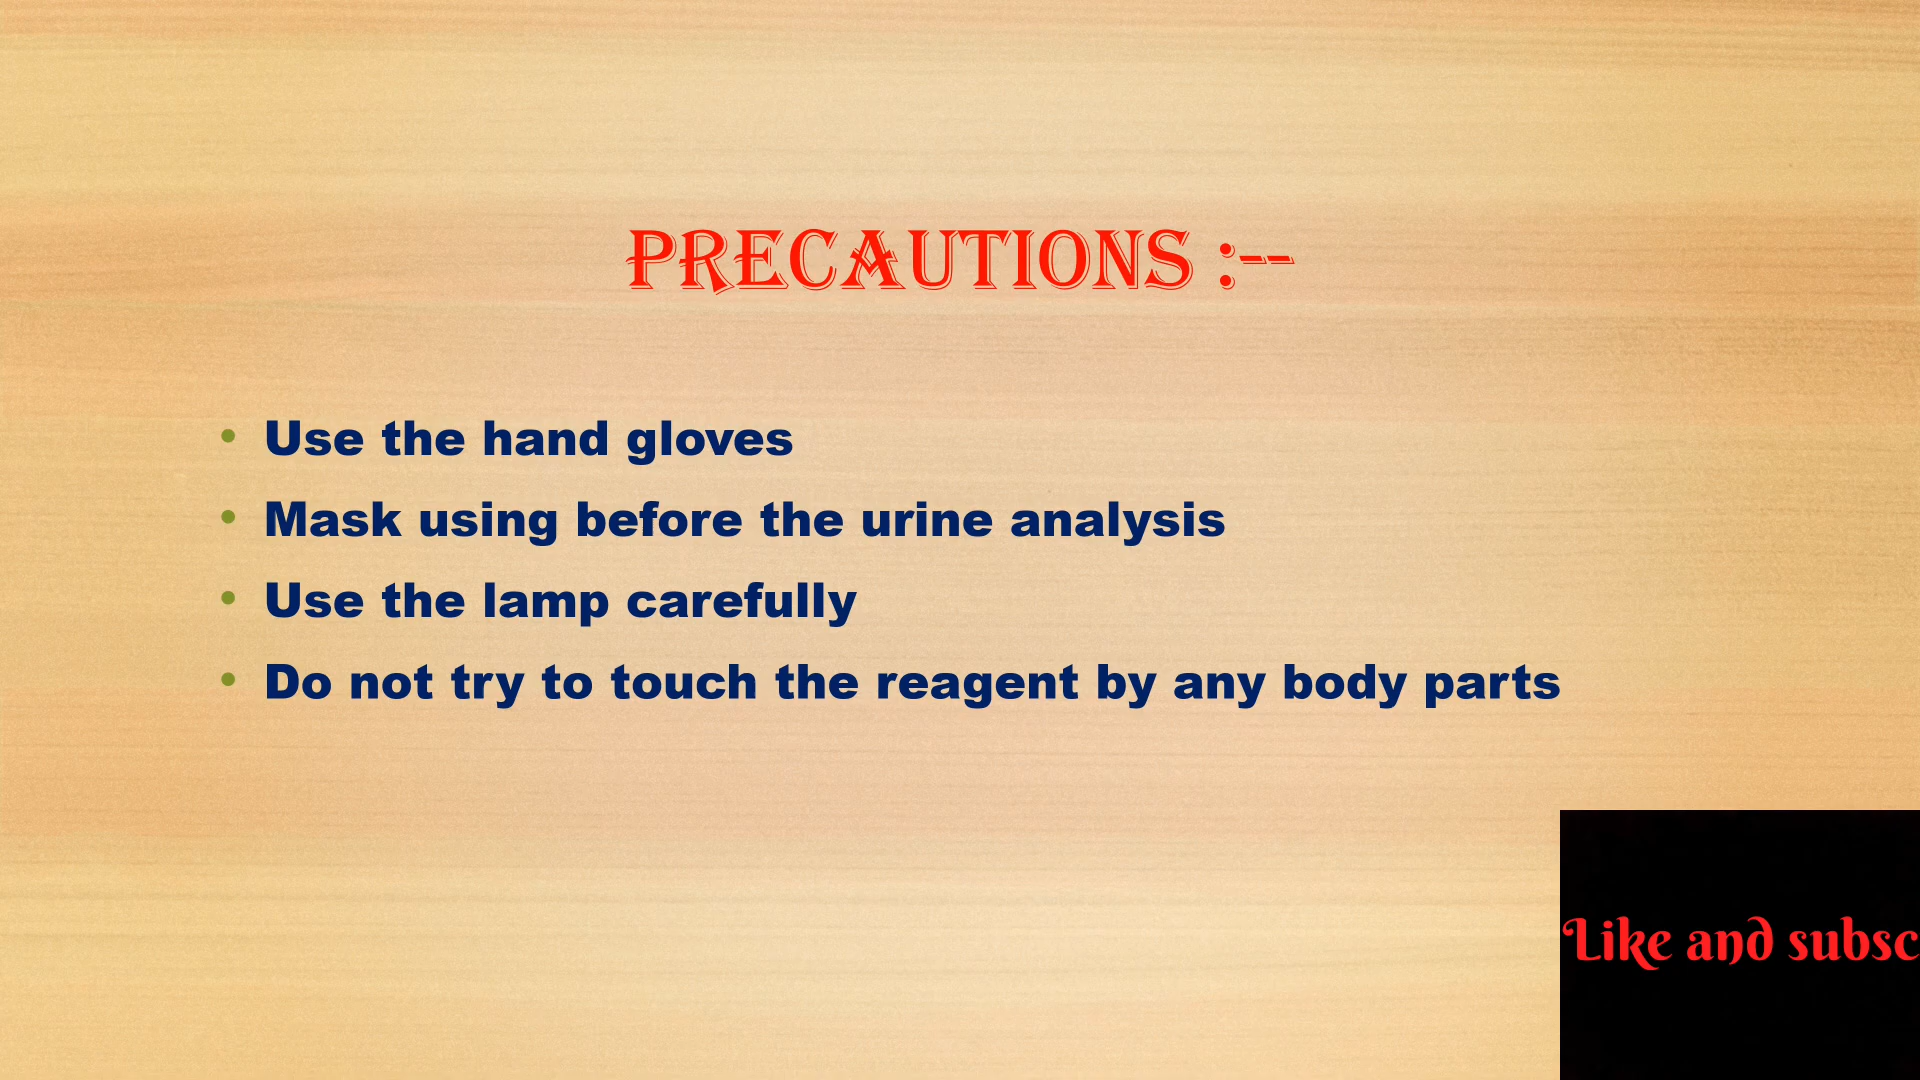 PRECAUTIONS :--
• Use the hand gloves
• Mask using before the urine analysis
• Use the lamp carefully
• Do not try to touch the reagent by any body parts
Like and subsc